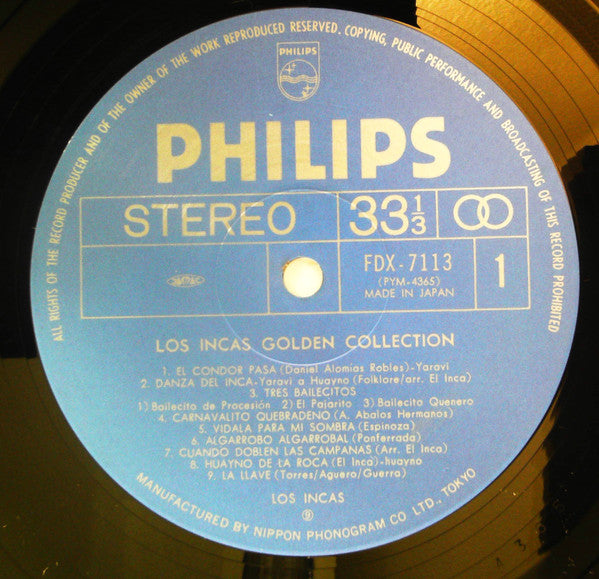 ALL RIGHTS OF THE RECORD PRODUCER AND OF THE OWNER OF THE WORK REPRODUCED RESERVED. COPYING, PUBLIC PERFORMANCE AND BROADCASTING OF THIS RECORD PROHIBITED
PHILIPS
PHILIPS
STEREO 33 1/3
FDX-7113 1
(PYM-4365)
MADE IN JAPAN
LOS INCAS GOLDEN COLLECTION
1. EL CONDOR PASA (Daniel Alomias Robles)-Yaravi
2. DANZA DEL INCA-Yaravi a Huayno (Folklore/arr. El Inca)
3. TRES BAILECITOS
1) Bailecito de Procesión 2) El Pajarito 3) Bailecito Quenero
4. CARNAVALITO QUEBRADENO (A. Abalos Hermanos)
5. VIDALA PARA MI SOMBRA (Espinoza)
6. ALGARROBO ALGARROBAL (Ponferrada)
7. CUANDO DOBLEN LAS CAMPANAS (Arr. El Inca)
8. HUAYNO DE LA ROCA (El Inca)-huayno
9. LA LLAVE (Torres/Aguero/Guerra)
LOS INCAS
MANUFACTURED BY NIPPON PHONOGRAM CO LTD., TOKYO